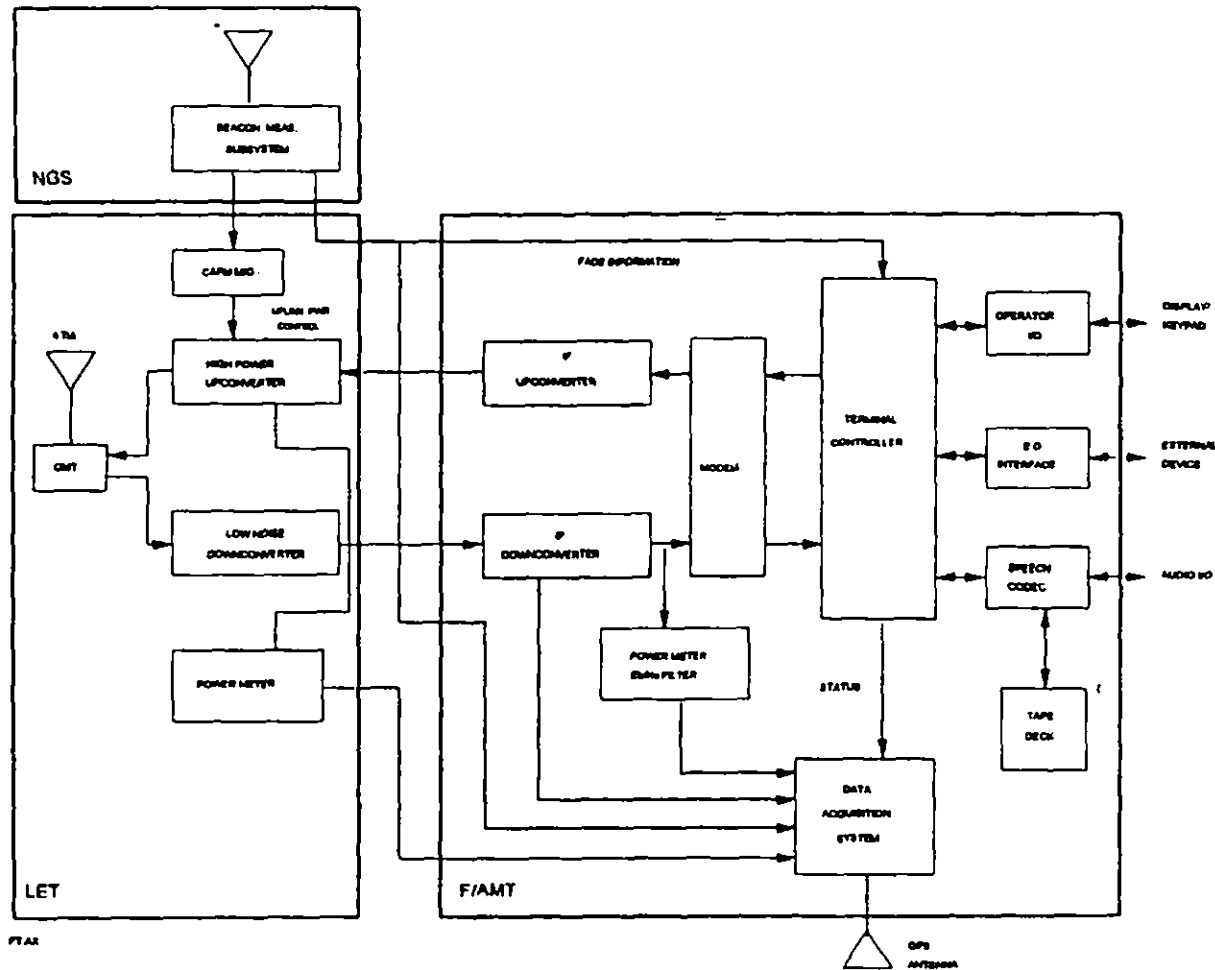 BEACON MEAS.
SUBSYSTEM
NGS
FADE INFORMATION
UPLINK PWR
CONTROL
HIGH POWER
UPCONVERTER
IF
UPCONVERTER
MODEM
TERMINAL
CONTROLLER
OPERATOR
I/O
DISPLAY/
KEYPAD
INTERFACE
EXTERNAL
DEVICE
OMT
LOW NOISE
DOWNCONVERTER
IF
DOWNCONVERTER
SPEECH
CODEC
AUDIO I/O
POWER METER
POWER METER
FILTER
STATUS
TAPE
DECK
DATA
ACQUISITION
SYSTEM
LET
F/AMT
GPS
ANTENNA